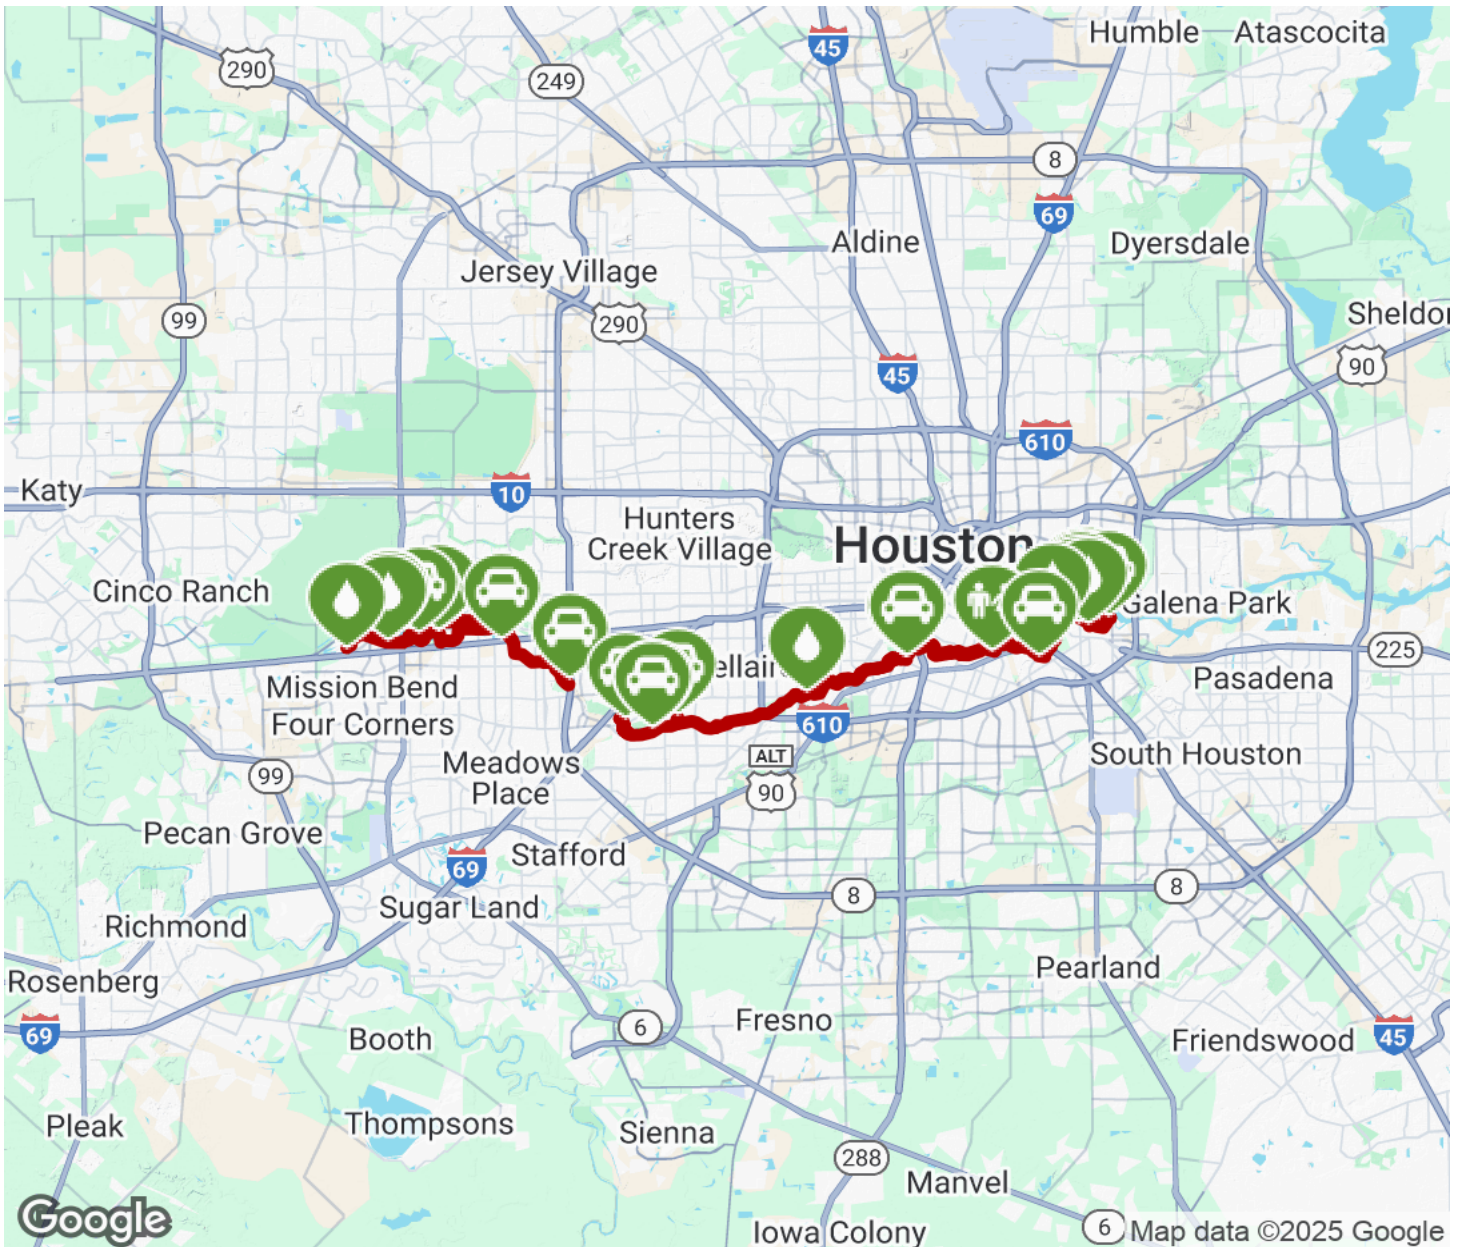 Humble
Atascocita
45
290
249
8
69
Aldine
Dyersdale
Jersey Village
99
290
Sheldor
90
45
610
Katy
10
Hunters
Creek Village
Houston
Cinco Ranch
Galena Park
225
ellair
Pasadena
Mission Bend
Four Corners
610
South Houston
Meadows
Place
ALT
90
99
Pecan Grove
Stafford
69
8
8
Sugar Land
Richmond
Pearland
Rosenberg
Fresno
6
69
Booth
Friendswood
45
Pleak
Thompsons
Sienna
288
Manvel
Google
Iowa Colony
6
Map data ©2025 Google